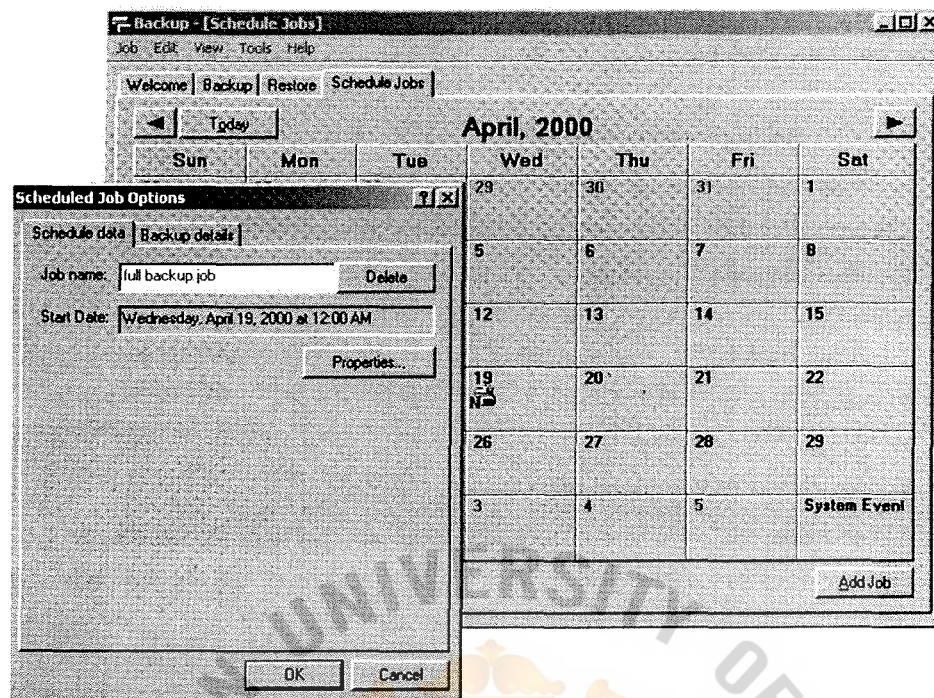 Backup - [Schedule Jobs]
Job Edit View Tools Help
Welcome Backup Restore Schedule Jobs
Today April, 2000
Sun Mon Tue Wed Thu Fri Sat
29 30 31 1
Scheduled Job Options
Schedule data Backup details
5 6 7 8
Job name: full backup job Delete
Start Date: Wednesday, April 19, 2000 at 12:00 AM
12 13 14 15
Properties...
19 20 21 22
N
26 27 28 29
3 4 5 System Event
Add Job
OK Cancel
UNIVERSITY OF